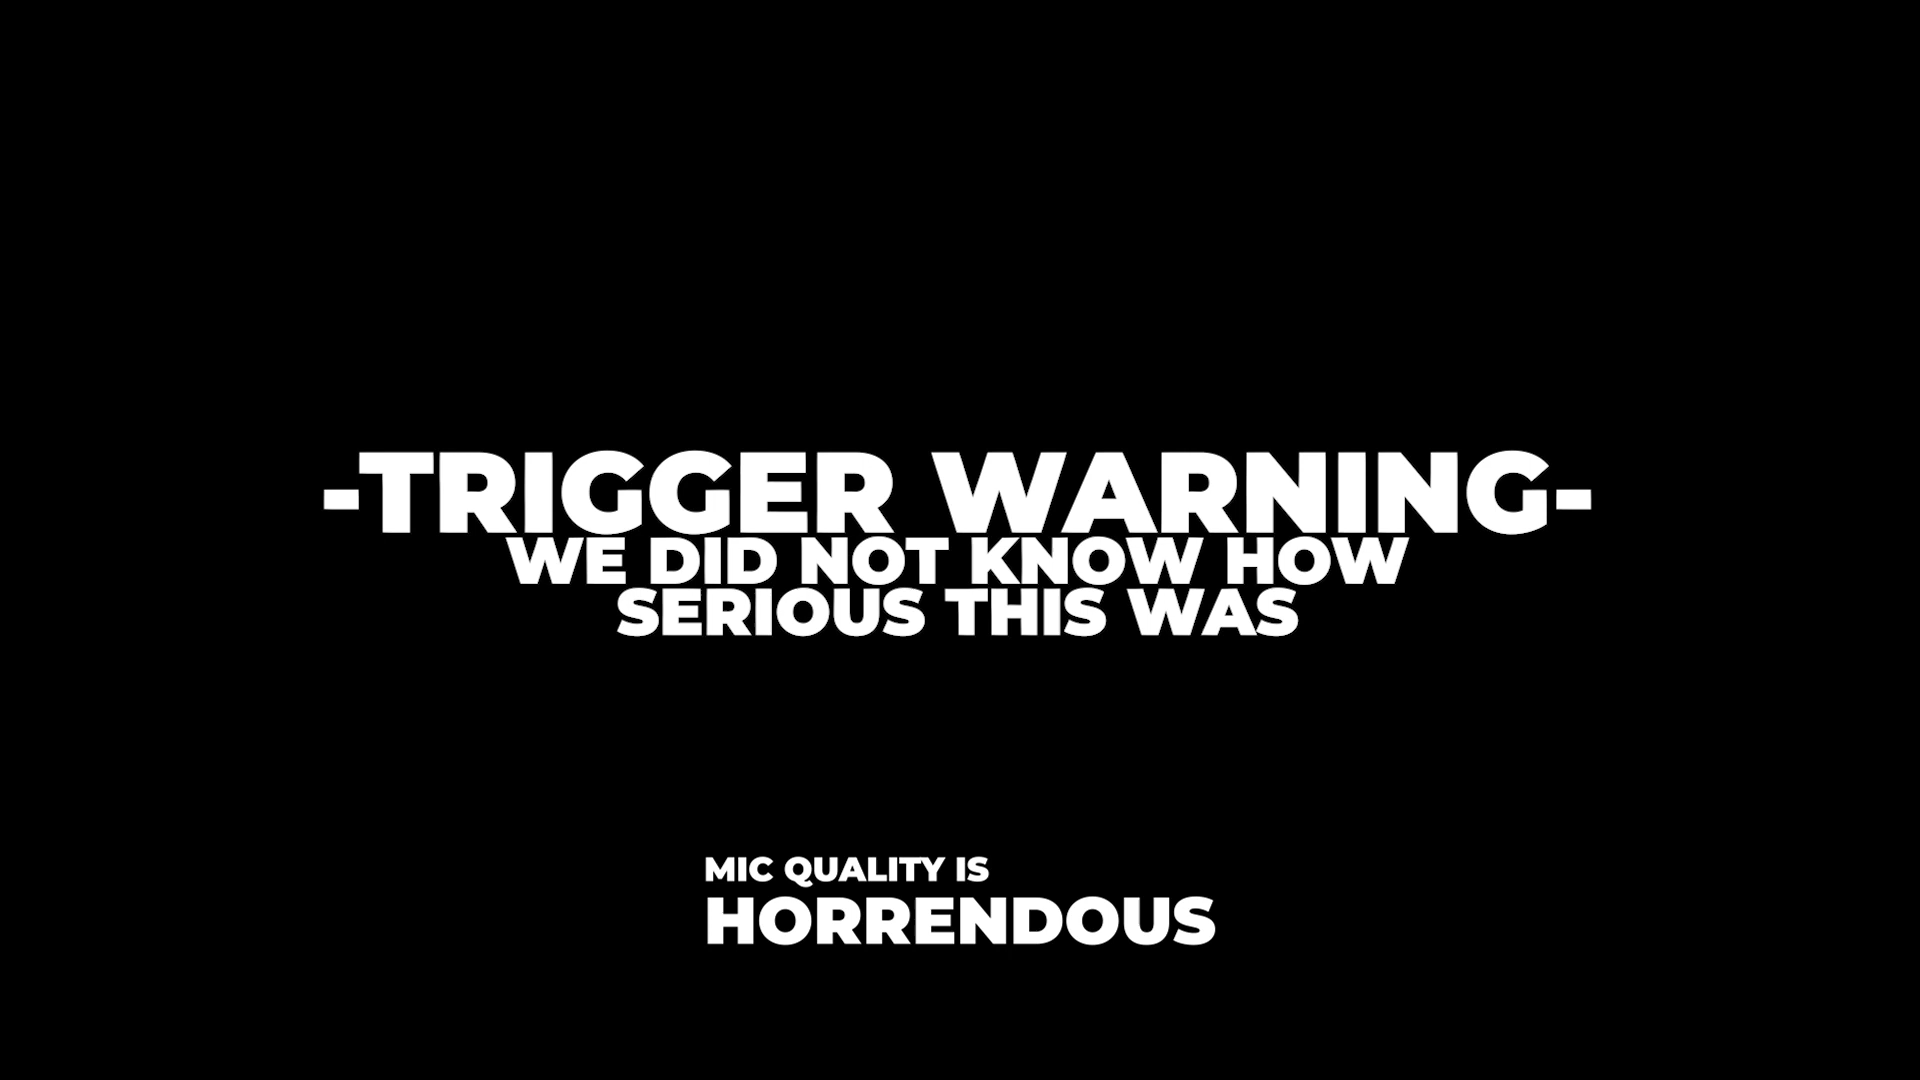 -TRIGGER WARNING-
WE DID NOT KNOW HOW
SERIOUS THIS WAS
MIC QUALITY IS
HORRENDOUS